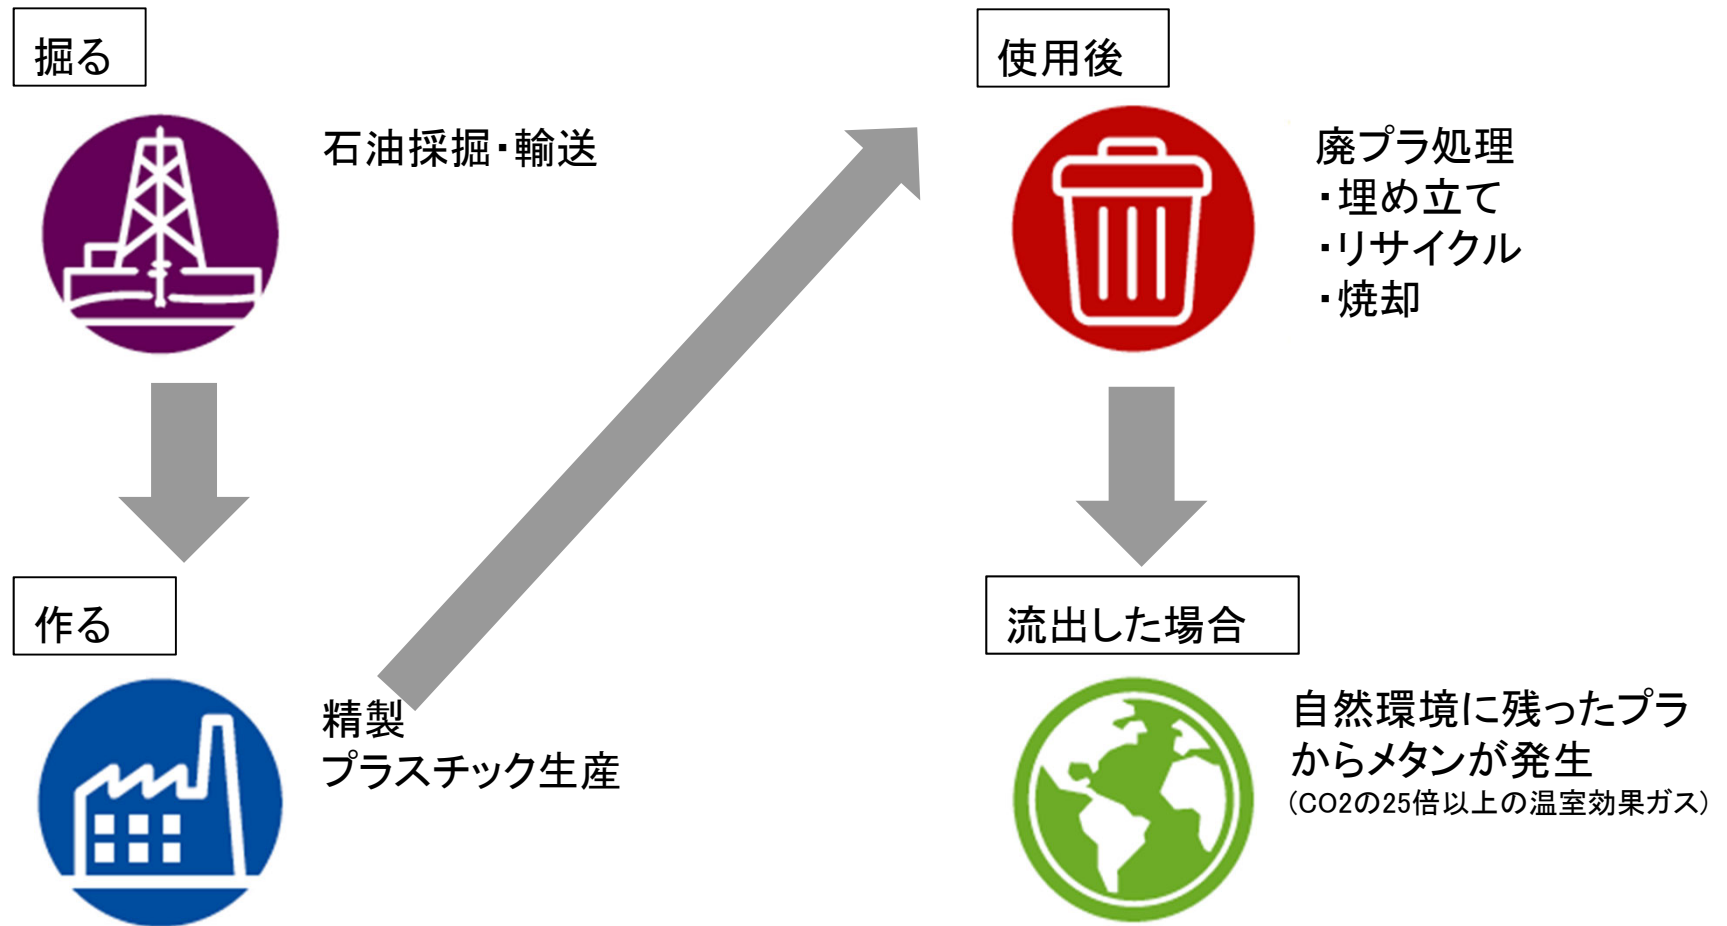 掘る
石油採掘・輸送
作る
精製
プラスチック生産
使用後
廃プラ処理
・埋め立て
・リサイクル
・焼却
流出した場合
自然環境に残ったプラ
からメタンが発生
（CO2の25倍以上の温室効果ガス）